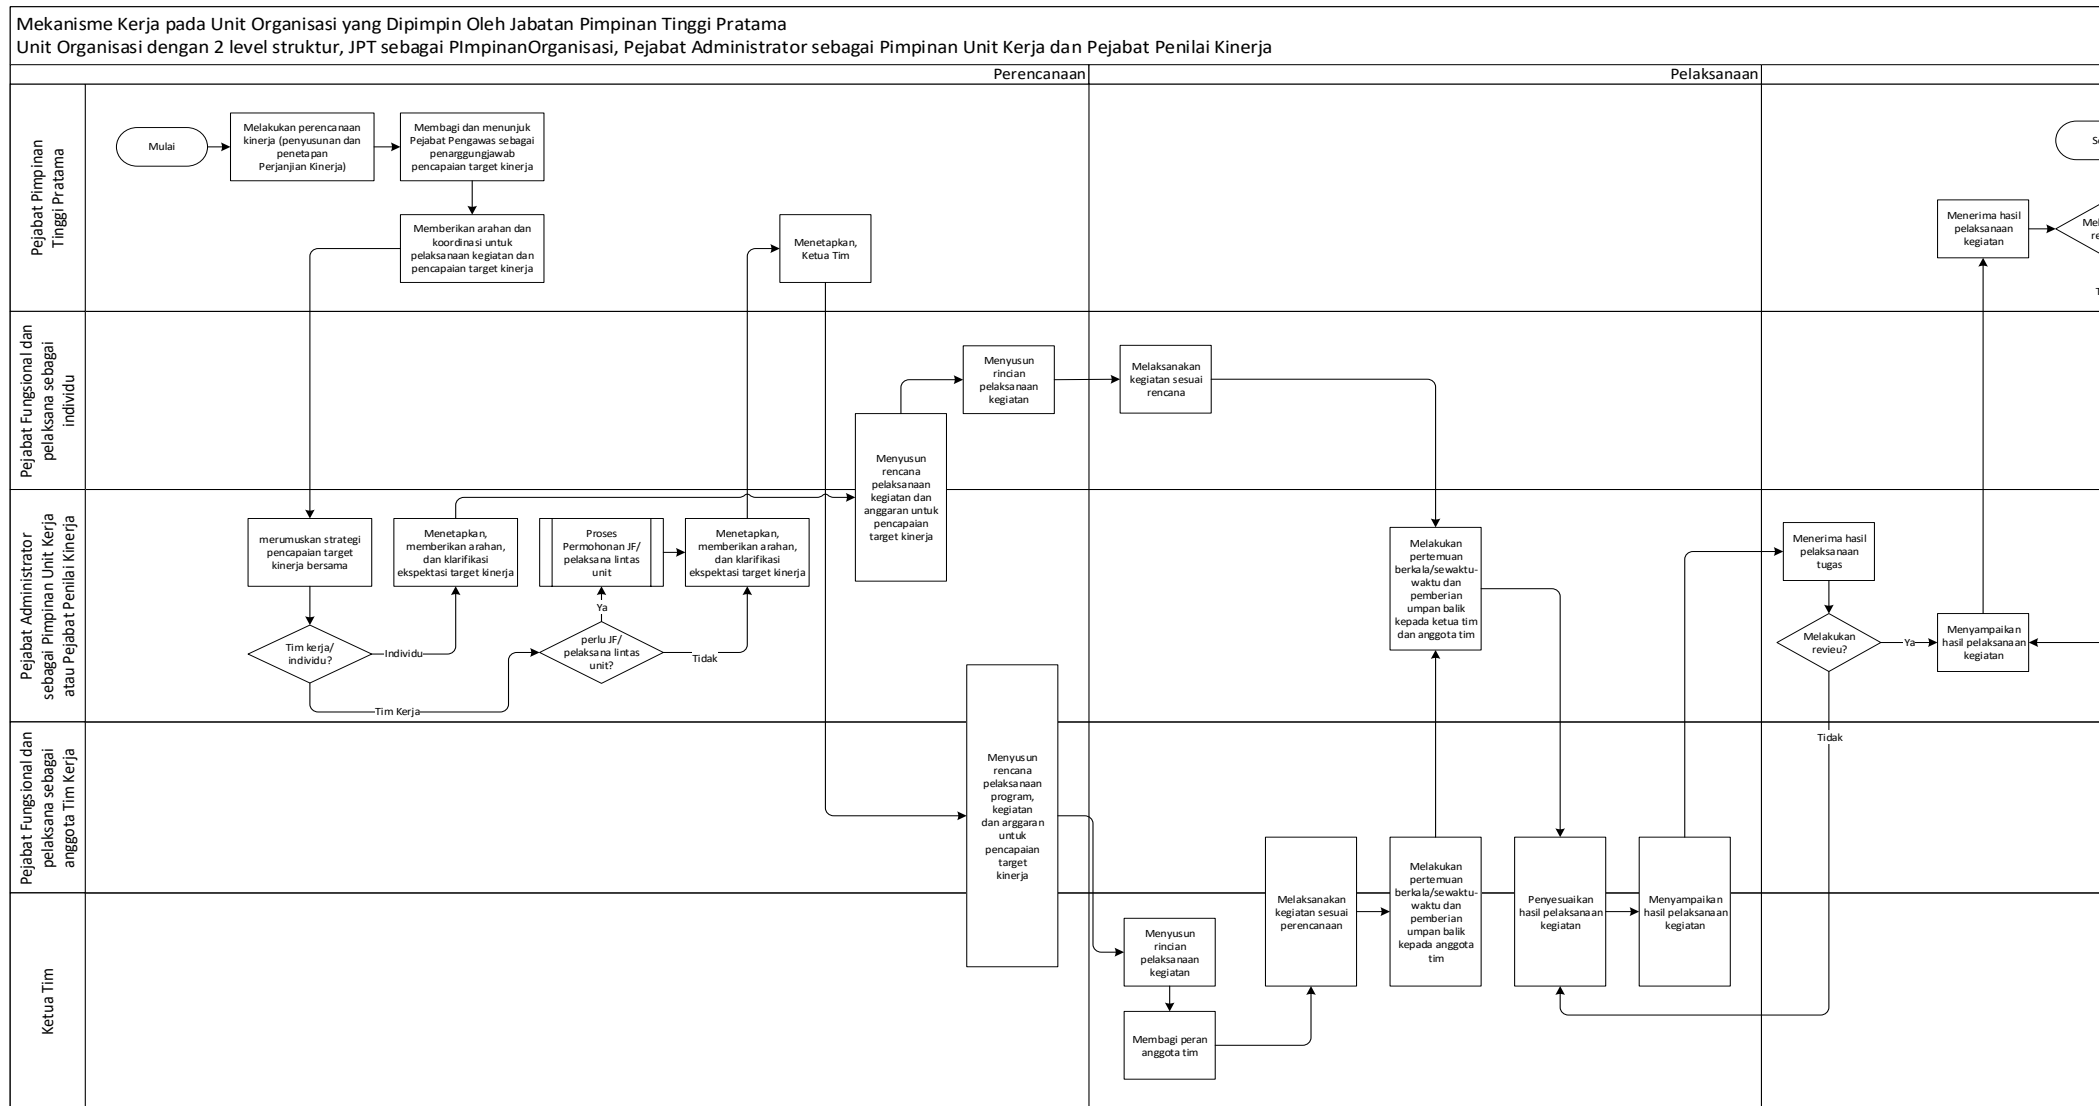 Mekanisme Kerja pada Unit Organisasi yang Dipimpin Oleh Jabatan Pimpinan Tinggi Pratama
Unit Organisasi dengan 2 level struktur, JPT sebagai PImpinanOrganisasi, Pejabat Administrator sebagai Pimpinan Unit Kerja dan Pejabat Penilai Kinerja
Perencanaan
Pelaksanaan
Pejabat Pimpinan
Tinggi Pratama
Mulai
Melakukan perencanaan
kinerja (penyusunan dan
penetapan
Perjanjian Kinerja)
Membagi dan menunjuk
Pejabat Pengawas sebagai
penarggungjawab
pencapaian target kinerja
Memberikan arahan dan
koordinasi untuk
pelaksanaan kegiatan dan
pencapaian target kinerja
Menetapkan,
Ketua Tim
Menerima hasil
pelaksanaan
kegiatan
Pejabat Fungsional dan
pelaksana sebagai
individu
Menyusun
rincian
pelaksanaan
kegiatan
Melaksanakan
kegiatan sesuai
rencana
Menyusun
rencana
pelaksanaan
kegiatan dan
anggaran untuk
pencapaian
target kinerja
Pejabat Administrator
sebagai Pimpinan Unit Kerja
atau Pejabat Penilai Kinerja
merumuskan strategi
pencapaian target
kinerja bersama
Menetapkan,
memberikan arahan,
dan klarifikasi
ekspektasi target kinerja
Proses
Permohonan JF/
pelaksana lintas
unit
Menetapkan,
memberikan arahan,
dan klarifikasi
ekspektasi target kinerja
Tim kerja/
individu?
Individu
Tim Kerja
Ya
perlu JF/
pelaksana lintas
unit?
Tidak
Melakukan
pertemuan
berkala/sewaktu-
waktu dan
pemberian
umpan balik
kepada ketua tim
dan anggota tim
Menerima hasil
pelaksanaan
tugas
Melakukan
revieu?
Ya
Menyampaikan
hasil pelaksanaan
kegiatan
Tidak
Pejabat Fungsional dan
pelaksana sebagai
anggota Tim Kerja
Menyusun
rencana
pelaksanaan
program,
kegiatan
dan arggaran
untuk
pencapaian
target
kinerja
Melaksanakan
kegiatan sesuai
perencanaan
Melakukan
pertemuan
berkala/sewaktu-
waktu dan
pemberian
umpan balik
kepada anggota
tim
Penyesuaikan
hasil pelaksanaan
kegiatan
Menyampaikan
hasil pelaksanaan
kegiatan
Ketua Tim
Menyusun
rincian
pelaksanaan
kegiatan
Membagi peran
anggota tim